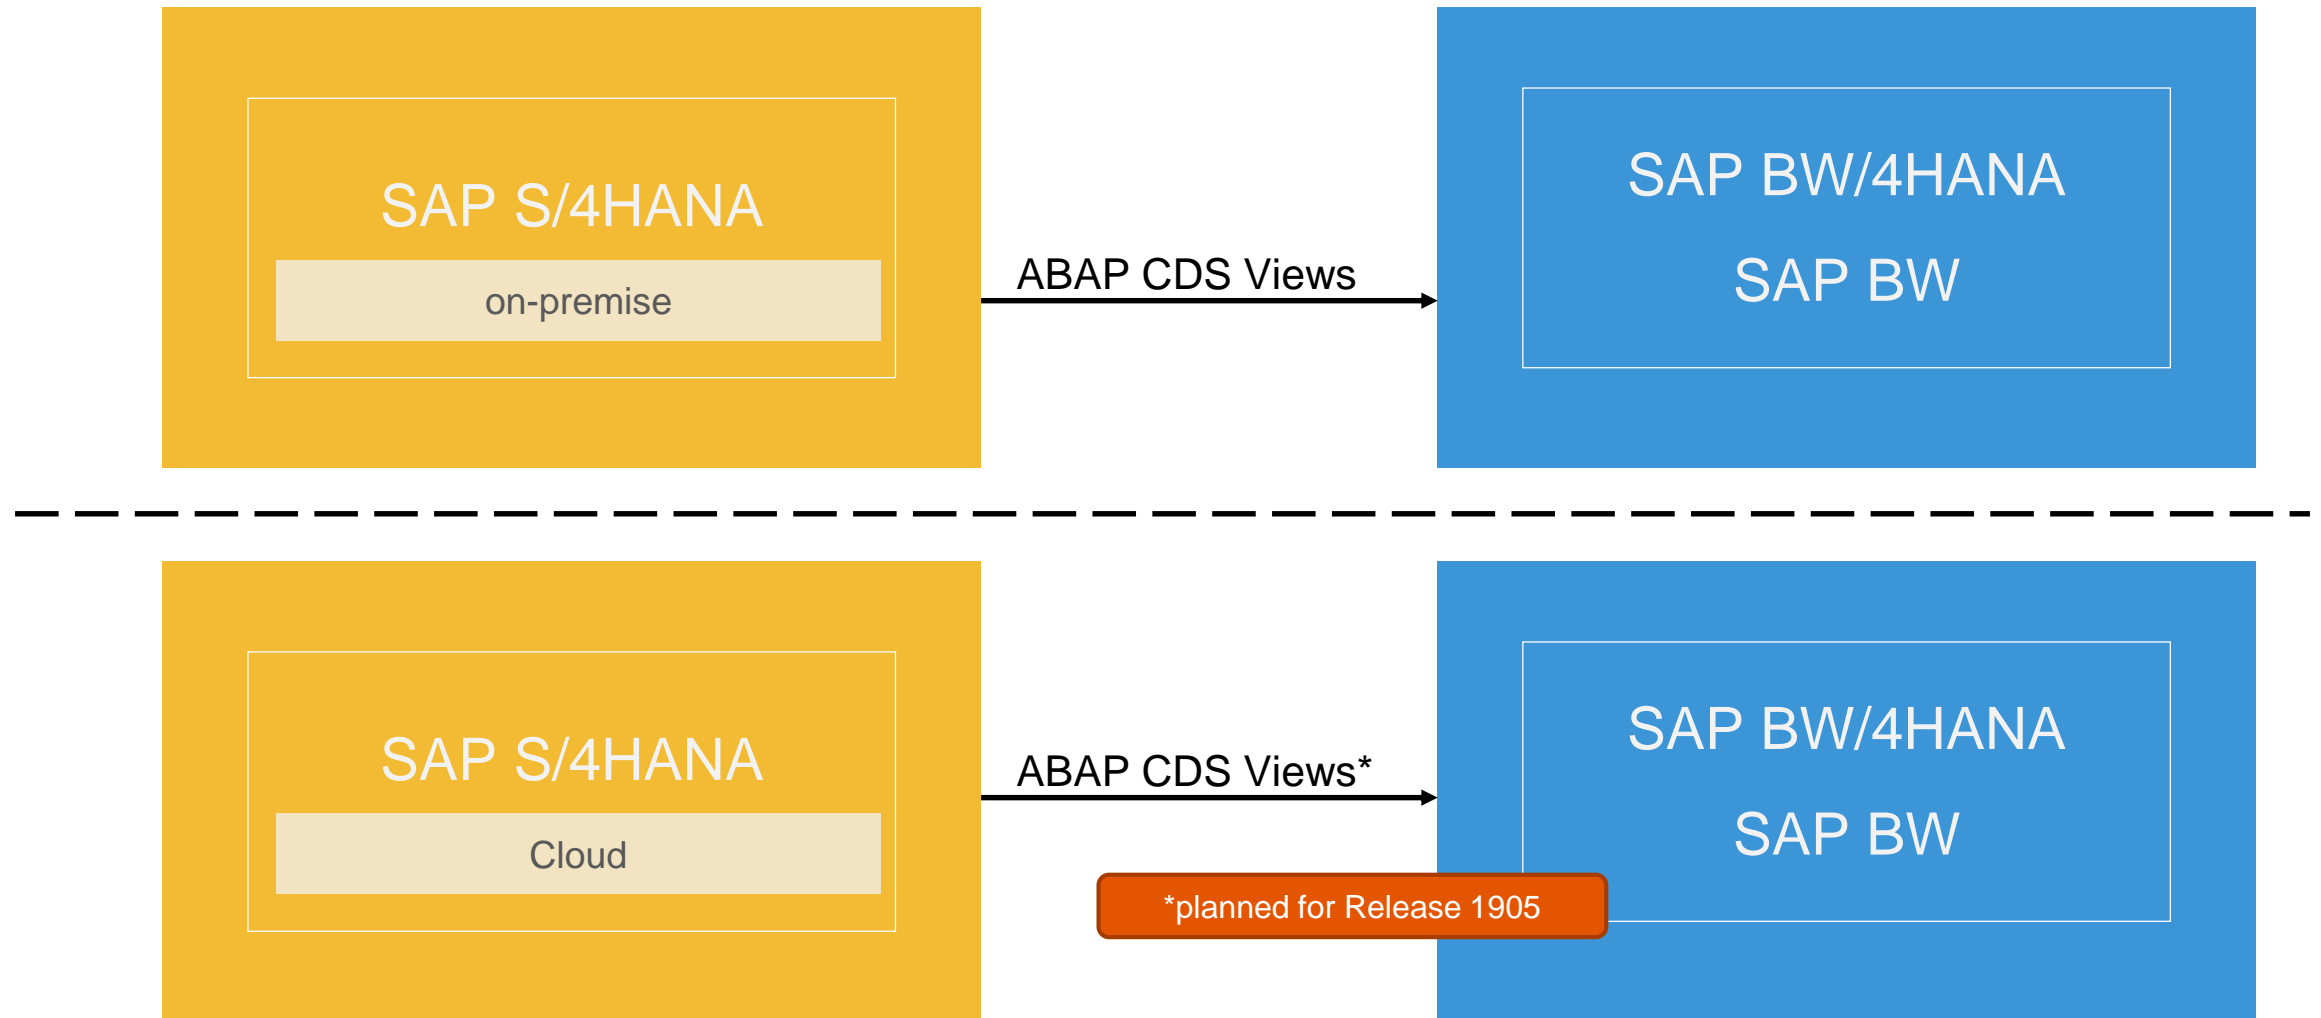 SAP S/4HANA
on-premise
ABAP CDS Views
SAP BW/4HANA
SAP BW
SAP S/4HANA
Cloud
ABAP CDS Views*
*planned for Release 1905
SAP BW/4HANA
SAP BW